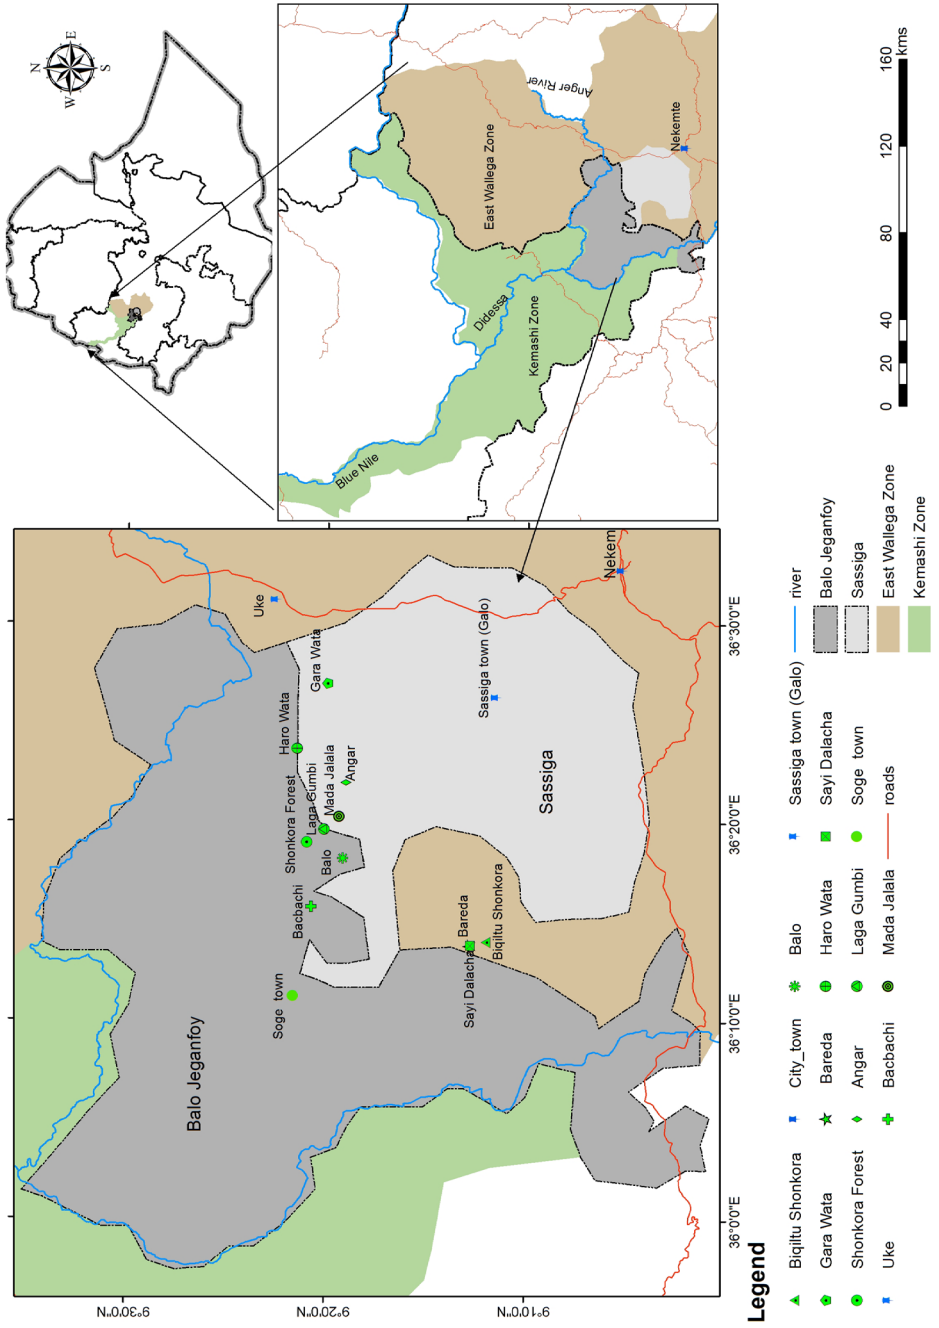 N
E
S
W
East Wallega Zone
Anger River
Nekemte
Didessa
Kemashi Zone
Blue Nile
Uke
Nekem
Gara Wata
Haro Wata
Sassiga town (Galo)
Shonkora Forest
Laga Gumbi
Mada Jalala
Angar
Balo
Bacbachi
Sassiga
Bareda
Sayi Dalacha
Biqiltu Shonkora
Soge town
Balo Jeganfoy
36°0'0"E
36°10'0"E
36°20'0"E
36°30'0"E
9°30'0"N
9°20'0"N
9°10'0"N
0 20 40 80 120 160
kms
Legend
Biqiltu Shonkora
City_town
Balo
Sassiga town (Galo)
river
Gara Wata
Bareda
Haro Wata
Sayi Dalacha
Balo Jeganfoy
Shonkora Forest
Angar
Laga Gumbi
Soge town
Sassiga
Uke
Bacbachi
Mada Jalala
roads
East Wallega Zone
Kemashi Zone